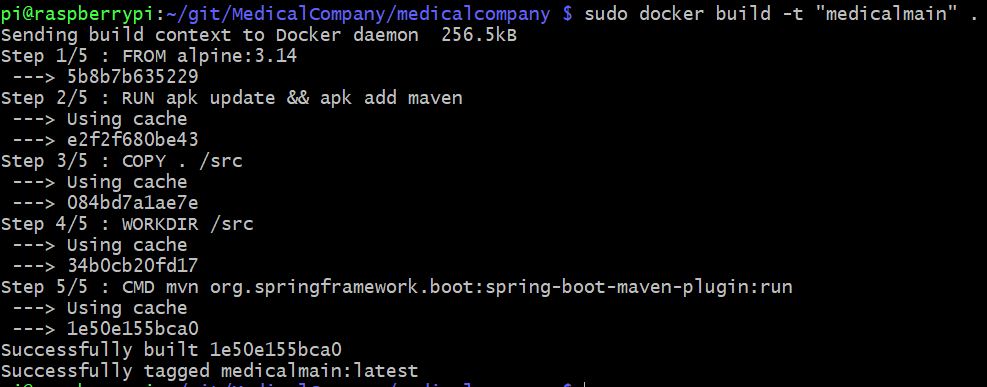 pi@raspberrypi:~/git/MedicalCompany/medicalcompany $ sudo docker build -t "medicalmain" .
Sending build context to Docker daemon  256.5kB
Step 1/5 : FROM alpine:3.14
 ---> 5b8b7b635229
Step 2/5 : RUN apk update && apk add maven
 ---> Using cache
 ---> e2f2f680be43
Step 3/5 : COPY . /src
 ---> Using cache
 ---> 084bd7a1ae7e
Step 4/5 : WORKDIR /src
 ---> Using cache
 ---> 34b0cb20fd17
Step 5/5 : CMD mvn org.springframework.boot:spring-boot-maven-plugin:run
 ---> Using cache
 ---> 1e50e155bca0
Successfully built 1e50e155bca0
Successfully tagged medicalmain:latest